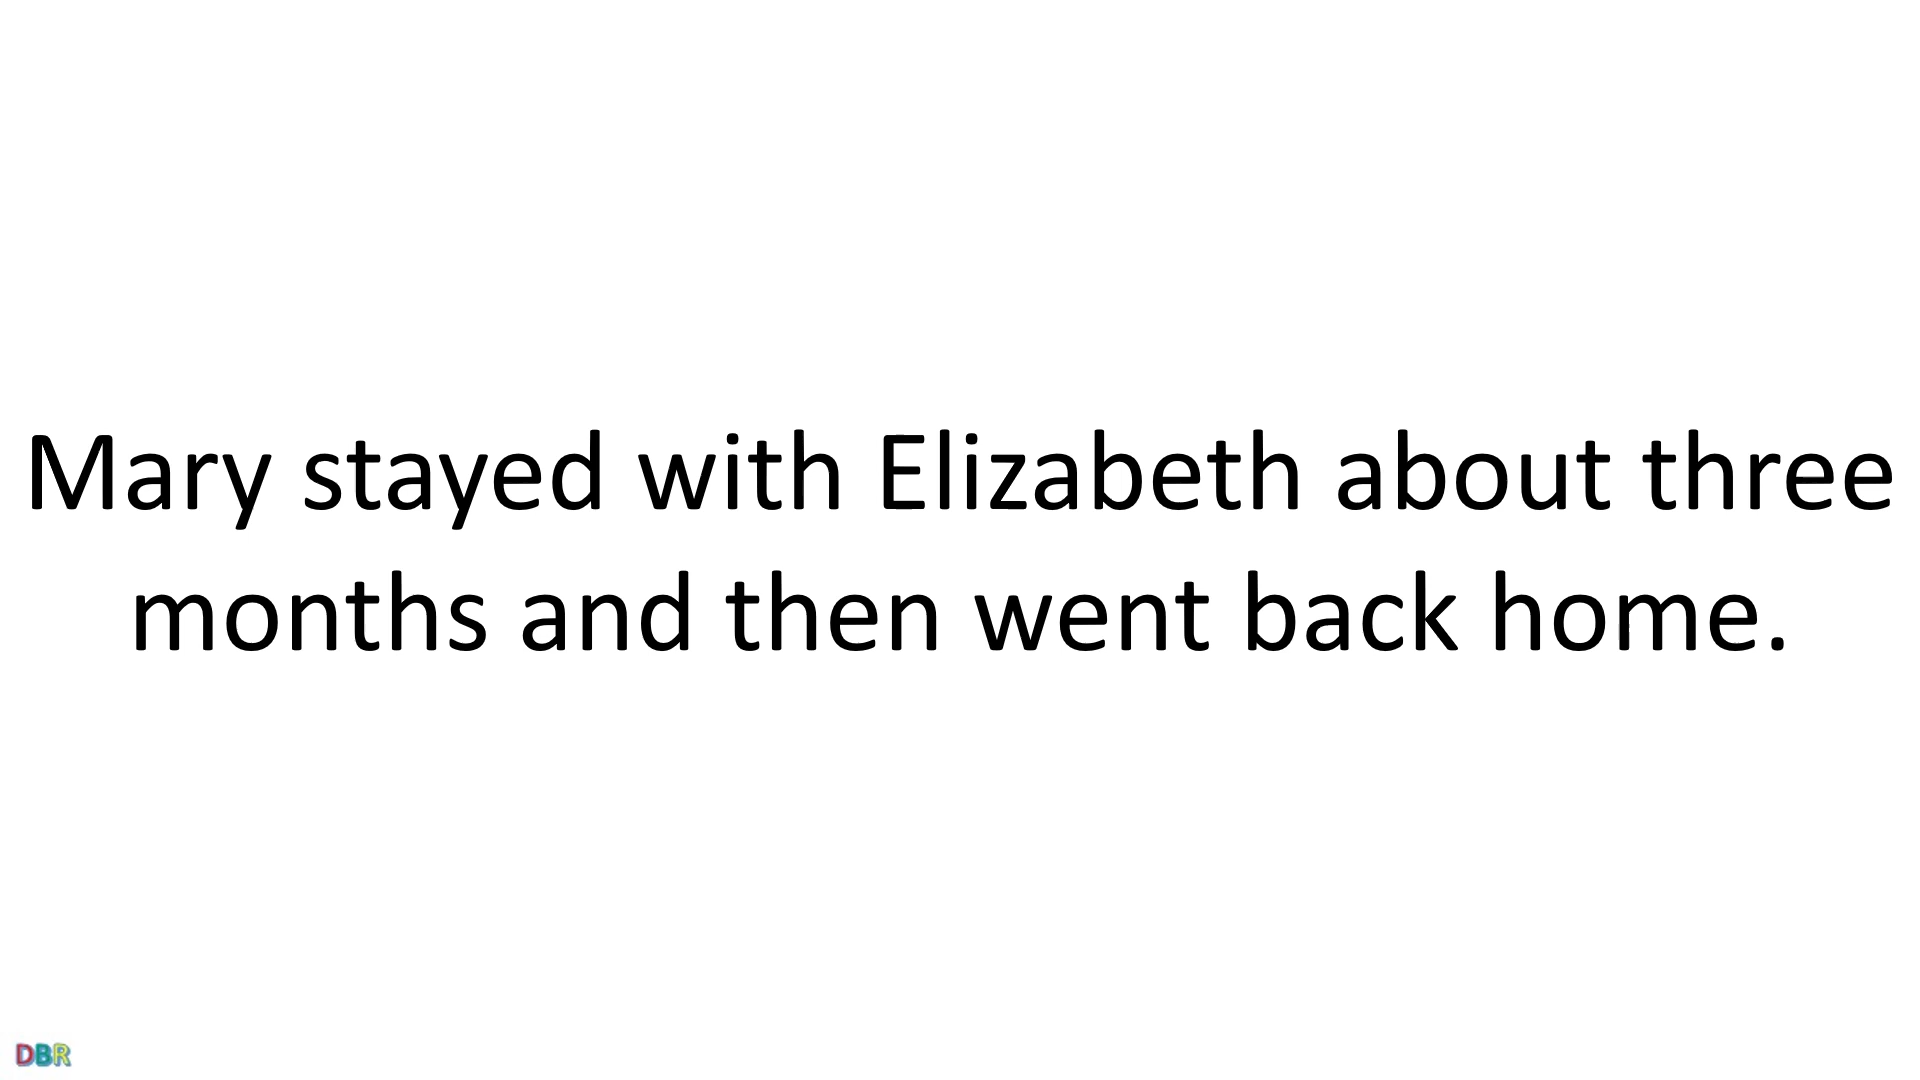 Mary stayed with Elizabeth about three
months and then went back home.
DBR